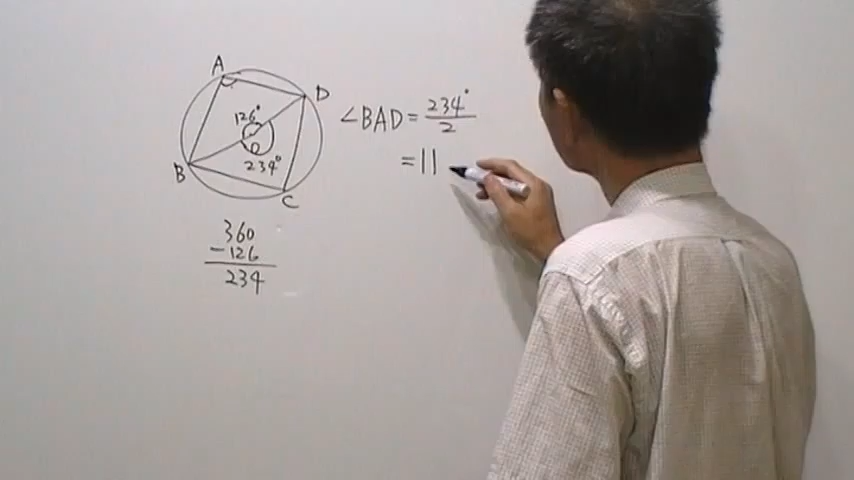 A
D
126°
O
234°
B
C
∠BAD = 234°/2
= 11
360
- 126
234